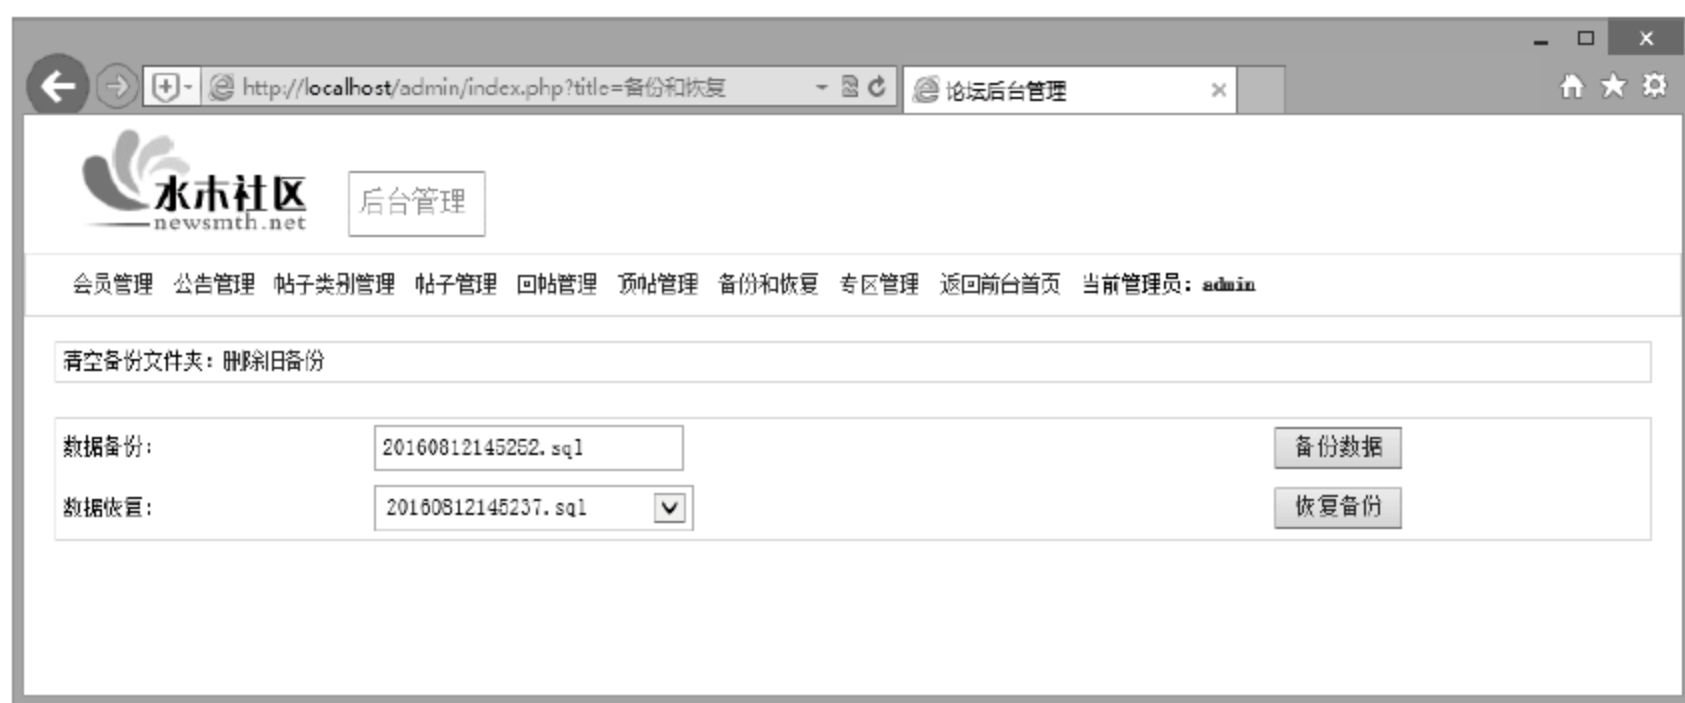 http://localhost/admin/index.php?title=备份和恢复
论坛后台管理
水木社区
newsmth.net
后台管理
会员管理 公告管理 帖子类别管理 帖子管理 回帖管理 顶帖管理 备份和恢复 专区管理 返回前台首页 当前管理员：admin
清空备份文件夹：删除旧备份
数据备份： 20160812145252.sql 备份数据
数据恢复： 20160812145237.sql 恢复备份